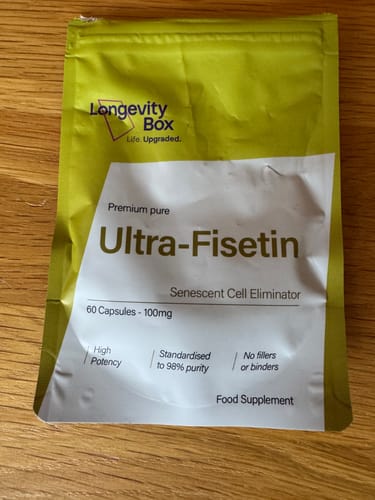 Longevity
Box
Life. Upgraded.
Premium pure
Ultra-Fisetin
Senescent Cell Eliminator
60 Capsules - 100mg
High
Potency
Standardised
to 98% purity
No fillers
or binders
Food Supplement